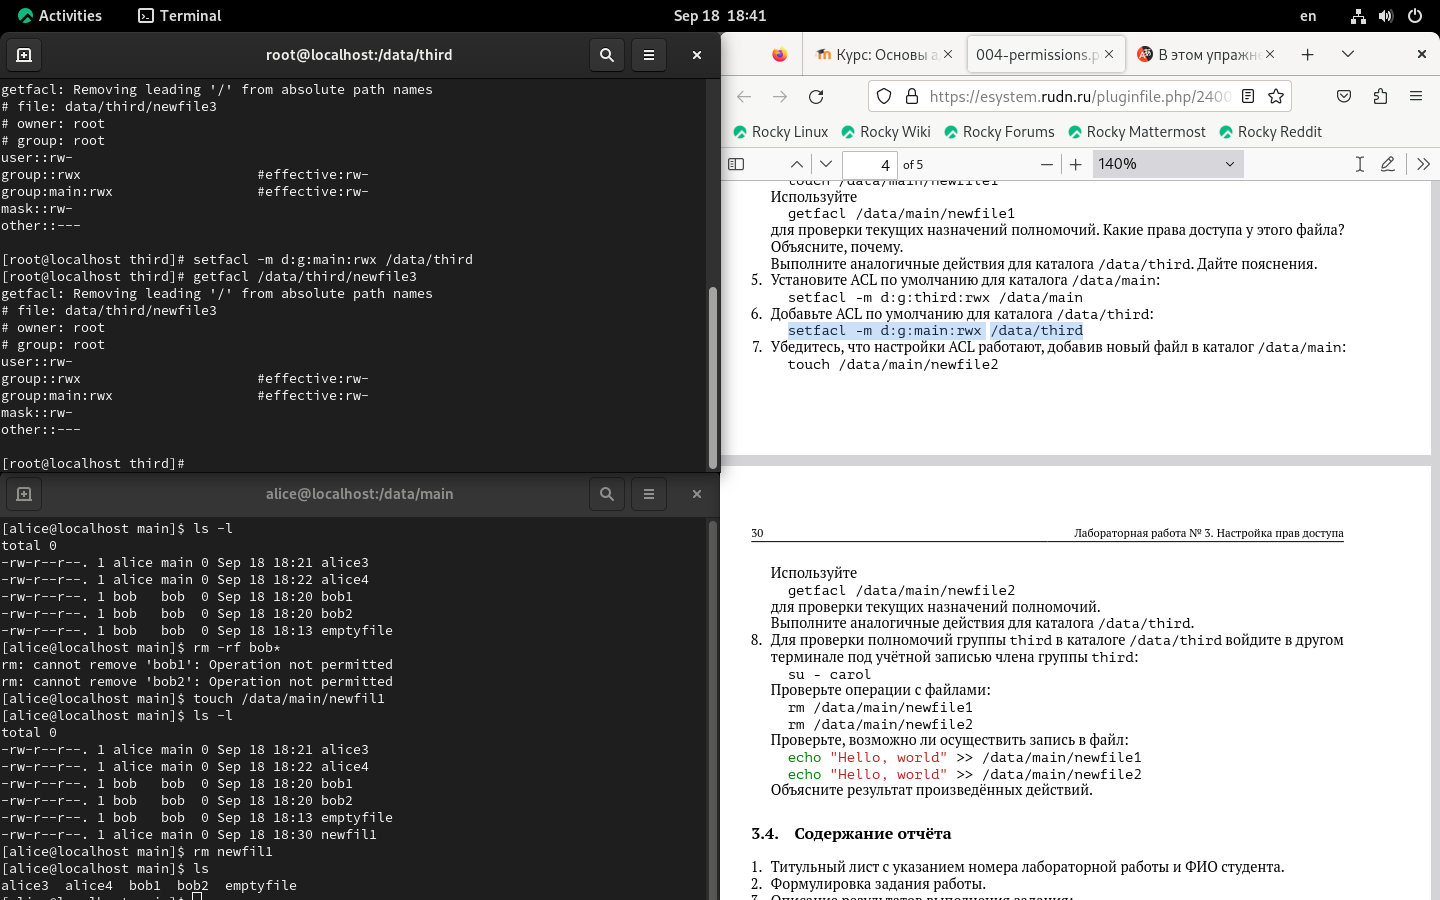 Activities
Terminal
Sep 18 18:41
en
root@localhost:/data/third
getfacl: Removing leading '/' from absolute path names
# file: data/third/newfile3
# owner: root
# group: root
user::rw-
group::rwx #effective:rw-
group:main:rwx #effective:rw-
mask::rw-
other::---
[root@localhost third]# setfacl -m d:g:main:rwx /data/third
[root@localhost third]# getfacl /data/third/newfile3
getfacl: Removing leading '/' from absolute path names
# file: data/third/newfile3
# owner: root
# group: root
user::rw-
group::rwx #effective:rw-
group:main:rwx #effective:rw-
mask::rw-
other::---
[root@localhost third]#
alice@localhost:/data/main
[alice@localhost main]$ ls -l
total 0
-rw-r--r--. 1 alice main 0 Sep 18 18:21 alice3
-rw-r--r--. 1 alice main 0 Sep 18 18:22 alice4
-rw-r--r--. 1 bob bob 0 Sep 18 18:20 bob1
-rw-r--r--. 1 bob bob 0 Sep 18 18:20 bob2
-rw-r--r--. 1 bob bob 0 Sep 18 18:13 emptyfile
[alice@localhost main]$ rm -rf bob*
rm: cannot remove 'bob1': Operation not permitted
rm: cannot remove 'bob2': Operation not permitted
[alice@localhost main]$ touch /data/main/newfil1
[alice@localhost main]$ ls -l
total 0
-rw-r--r--. 1 alice main 0 Sep 18 18:21 alice3
-rw-r--r--. 1 alice main 0 Sep 18 18:22 alice4
-rw-r--r--. 1 bob bob 0 Sep 18 18:20 bob1
-rw-r--r--. 1 bob bob 0 Sep 18 18:20 bob2
-rw-r--r--. 1 bob bob 0 Sep 18 18:13 emptyfile
-rw-r--r--. 1 alice main 0 Sep 18 18:30 newfil1
[alice@localhost main]$ rm newfil1
[alice@localhost main]$ ls
alice3 alice4 bob1 bob2 emptyfile
Курс: Основы а
004-permissions.p
В этом упражне
https://esystem.rudn.ru/pluginfile.php/2400
Rocky Linux
Rocky Wiki
Rocky Forums
Rocky Mattermost
Rocky Reddit
4 of 5
140%
touch /data/main/newfile1
Используйте
getfacl /data/main/newfile1
для проверки текущих назначений полномочий. Какие права доступа у этого файла?
Объясните, почему.
Выполните аналогичные действия для каталога /data/third. Дайте пояснения.
5. Установите ACL по умолчанию для каталога /data/main:
setfacl -m d:g:third:rwx /data/main
6. Добавьте ACL по умолчанию для каталога /data/third:
setfacl -m d:g:main:rwx /data/third
7. Убедитесь, что настройки ACL работают, добавив новый файл в каталог /data/main:
touch /data/main/newfile2
30 Лабораторная работа № 3. Настройка прав доступа
Используйте
getfacl /data/main/newfile2
для проверки текущих назначений полномочий.
Выполните аналогичные действия для каталога /data/third.
8. Для проверки полномочий группы third в каталоге /data/third войдите в другом
терминале под учётной записью члена группы third:
su - carol
Проверьте операции с файлами:
rm /data/main/newfile1
rm /data/main/newfile2
Проверьте, возможно ли осуществить запись в файл:
echo "Hello, world" >> /data/main/newfile1
echo "Hello, world" >> /data/main/newfile2
Объясните результат произведённых действий.
3.4. Содержание отчёта
1. Титульный лист с указанием номера лабораторной работы и ФИО студента.
2. Формулировка задания работы.
3. Описание результатов выполнения задания: